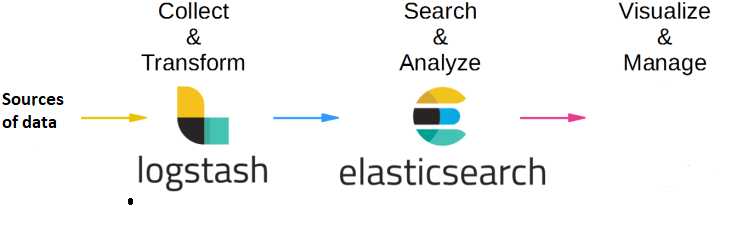 Collect
&
Transform
Search
&
Analyze
Visualize
&
Manage
Sources
of data
logstash
elasticsearch